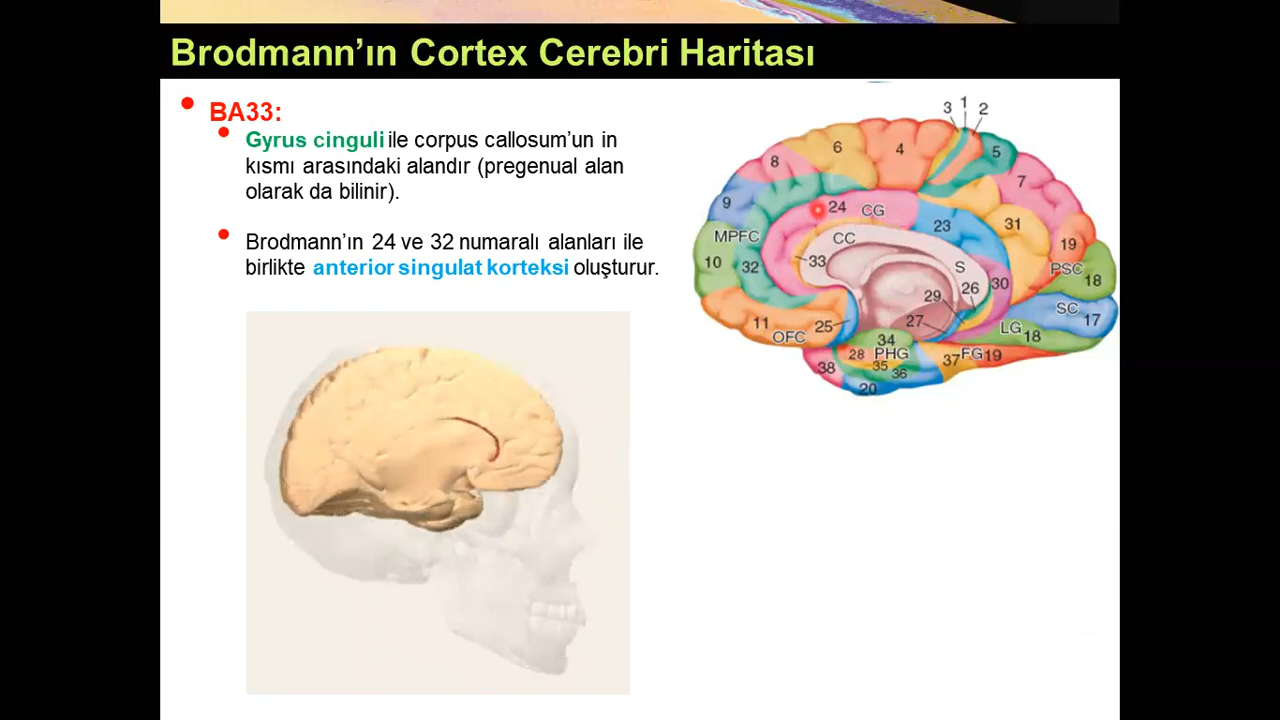 Brodmann’ın Cortex Cerebri Haritası
BA33:
Gyrus cinguli ile corpus callosum’un in
kısmı arasındaki alandır (pregenual alan
olarak da bilinir).
Brodmann’ın 24 ve 32 numaralı alanları ile
birlikte anterior singulat korteksi oluşturur.
3 1 2
6 4 5
8 7
9 24 CG 23 31
MPFC CC 19
10 32 33 S PSC 18
26 30
29 SC
11 25 27 LG 18 17
OFC 34
28 PHG 37 FG 19
38 35 36
20